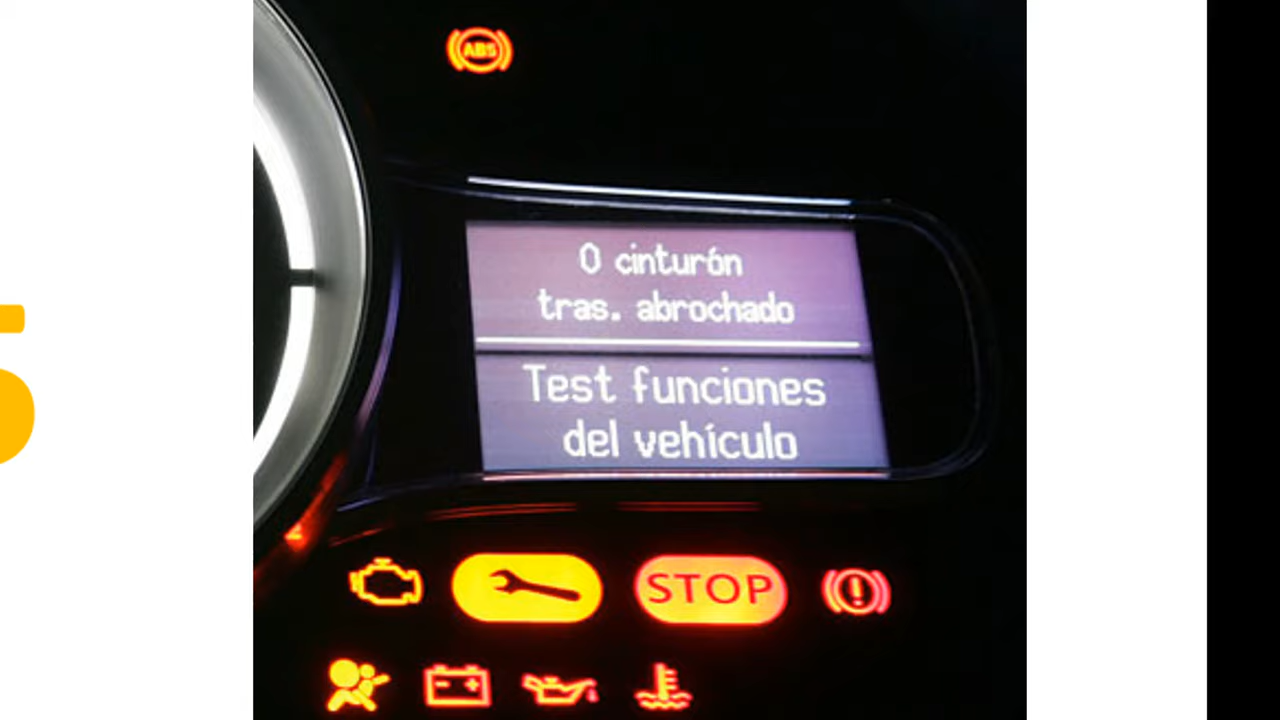 ABS
0 cinturón
tras. abrochado
Test funciones
del vehículo
STOP